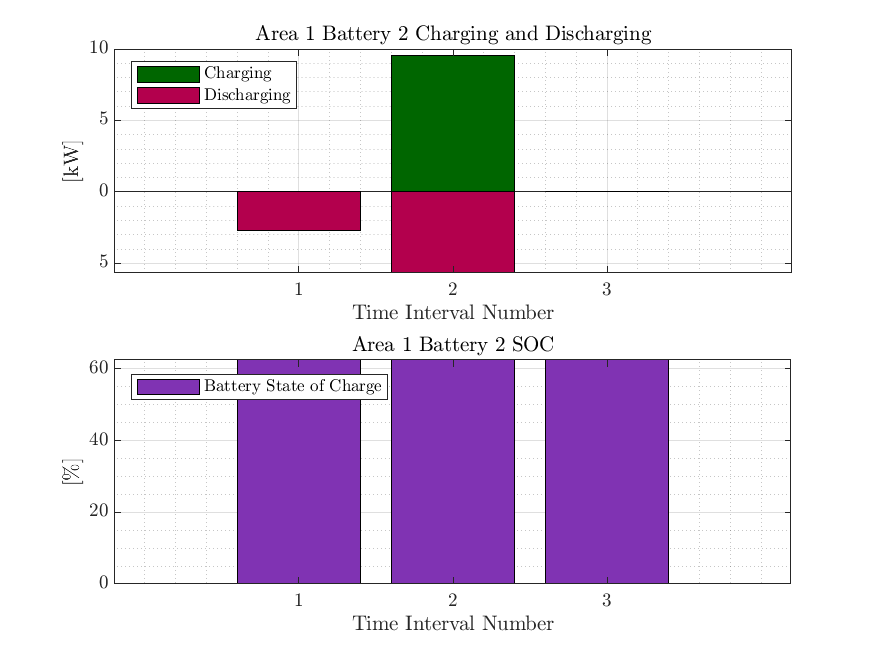 Area 1 Battery 2 Charging and Discharging
10
5
0
5
[kW]
Charging
Discharging
1 2 3
Time Interval Number
Area 1 Battery 2 SOC
60
40
20
0
[%]
Battery State of Charge
1 2 3
Time Interval Number